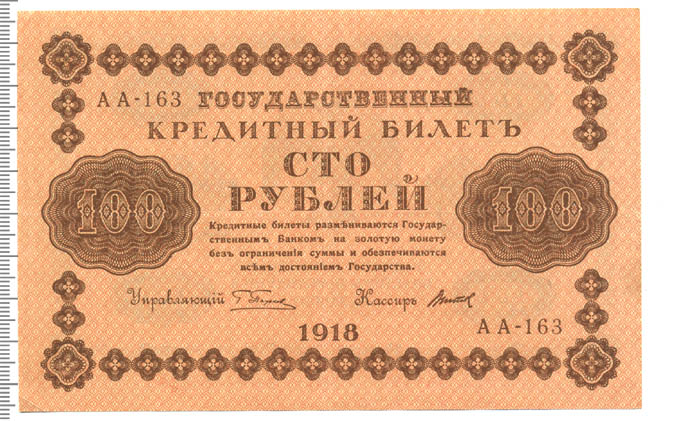 АА-163 ГОСУДАРСТВЕННЫЙ
КРЕДИТНЫЙ БИЛЕТЪ
СТО
РУБЛЕЙ
100
100
Кредитные билеты размѣниваются Государ-
ственнымъ Банкомъ на золотую монету
безъ ограниченія суммы и обезпечиваются
всѣмъ достояніемъ Государства.
Управляющій
Кассиръ
1918
АА-163